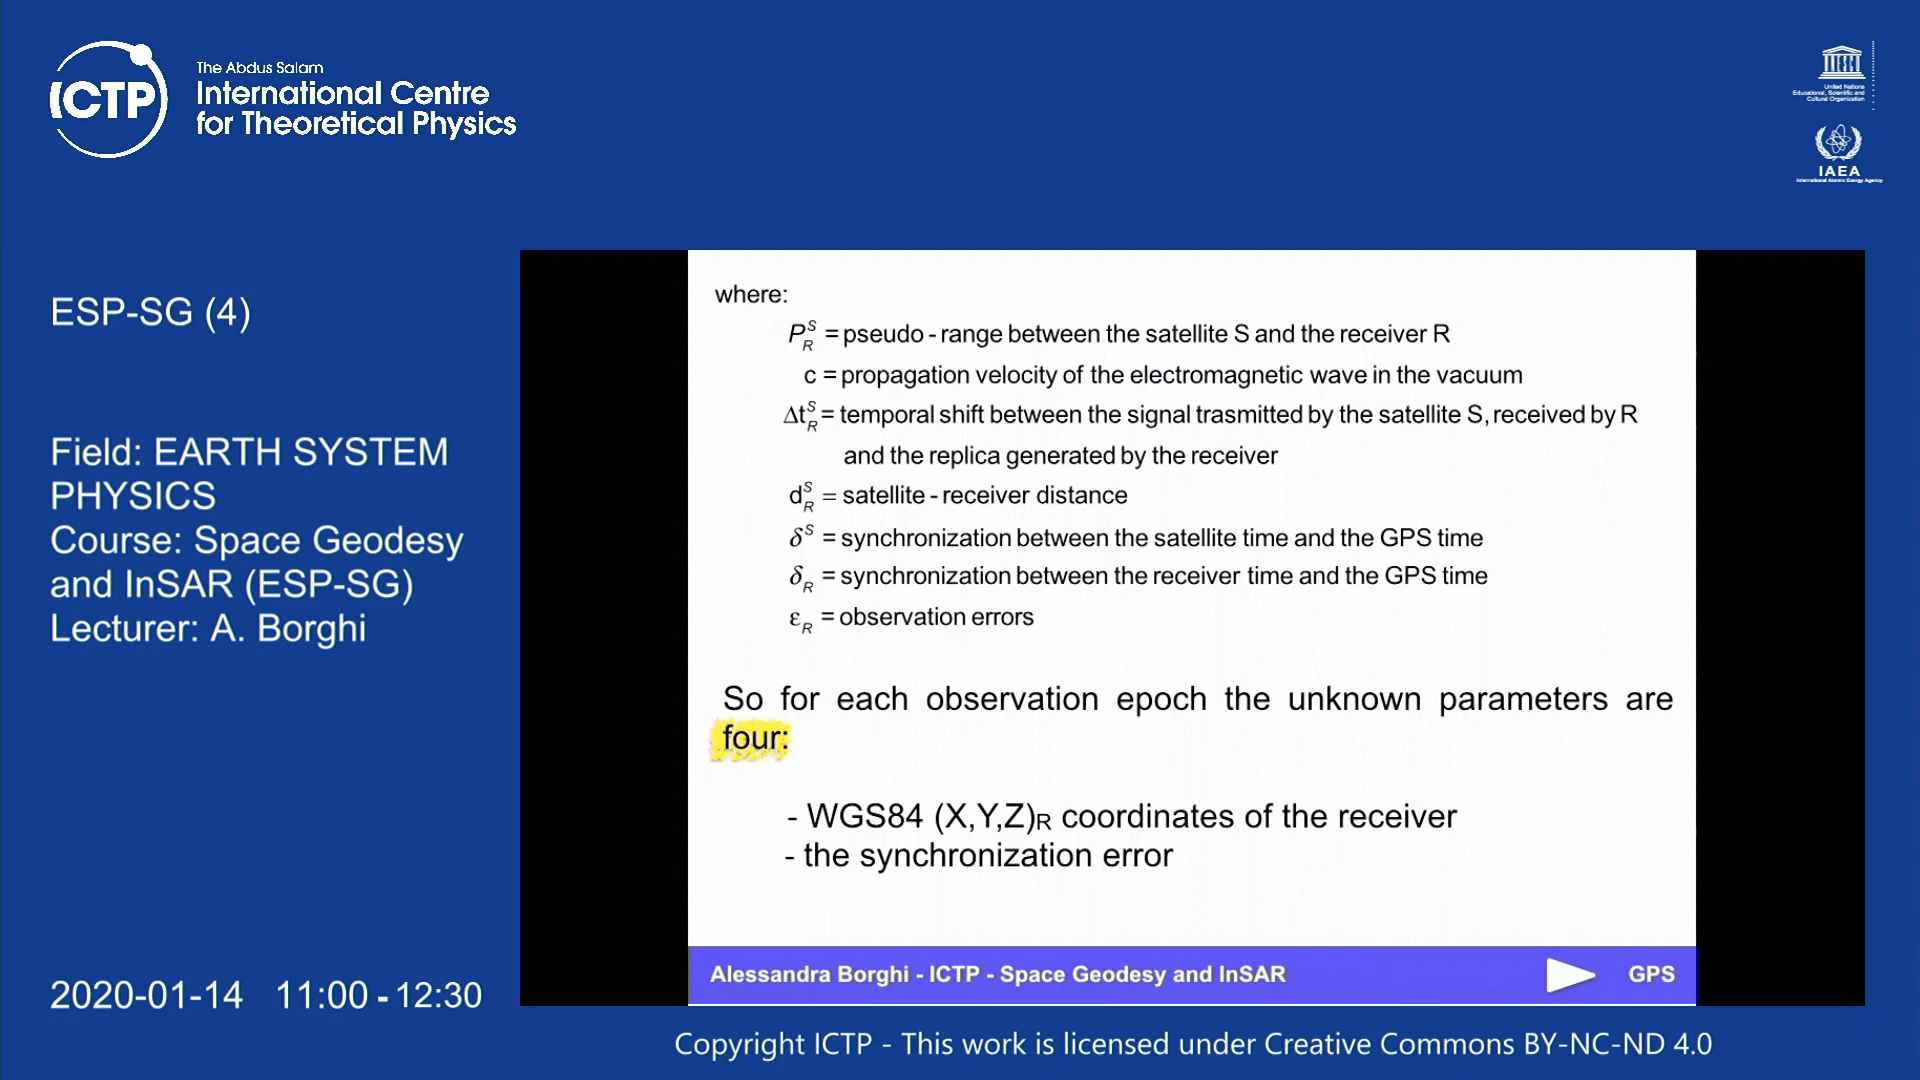 ICTP
The Abdus Salam
International Centre
for Theoretical Physics
United Nations
Educational, Scientific and
Cultural Organization
IAEA
International Atomic Energy Agency
ESP-SG (4)
Field: EARTH SYSTEM
PHYSICS
Course: Space Geodesy
and InSAR (ESP-SG)
Lecturer: A. Borghi
2020-01-14 11:00 - 12:30
where:
P_R^S = pseudo - range between the satellite S and the receiver R
c = propagation velocity of the electromagnetic wave in the vacuum
Δt_R^S = temporal shift between the signal trasmitted by the satellite S, received by R
and the replica generated by the receiver
d_R^S = satellite - receiver distance
δ^S = synchronization between the satellite time and the GPS time
δ_R = synchronization between the receiver time and the GPS time
ε_R = observation errors
So for each observation epoch the unknown parameters are
four:
- WGS84 (X,Y,Z)_R coordinates of the receiver
- the synchronization error
Alessandra Borghi - ICTP - Space Geodesy and InSAR
GPS
Copyright ICTP - This work is licensed under Creative Commons BY-NC-ND 4.0